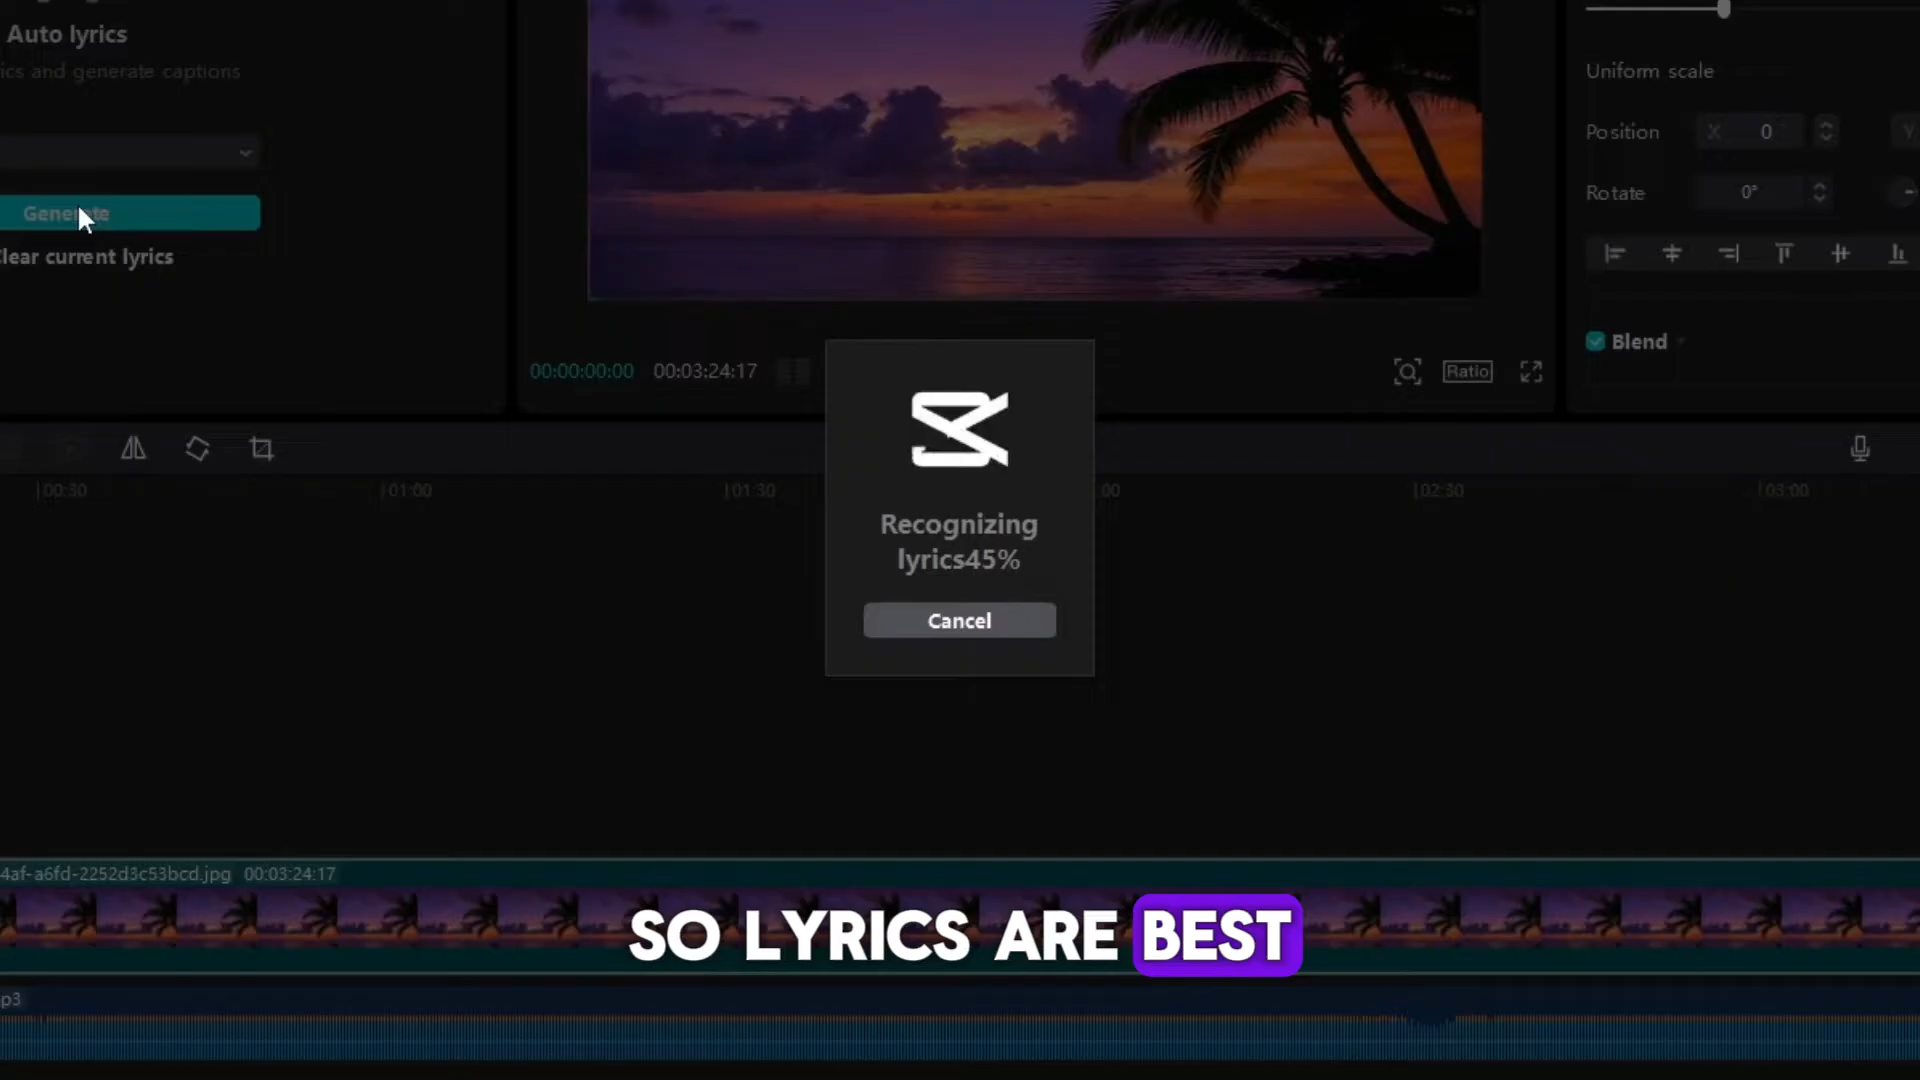 Auto lyrics
ics and generate captions
Generate
lear current lyrics
Uniform scale
Position X 0 Y
Rotate 0°
Blend
00:00:00:00 00:03:24:17
Ratio
00:30 01:00 01:30 00 02:30 03:00
Recognizing
lyrics45%
Cancel
4af-a6fd-2252d3c53bcd.jpg 00:03:24:17
SO LYRICS ARE BEST
p3